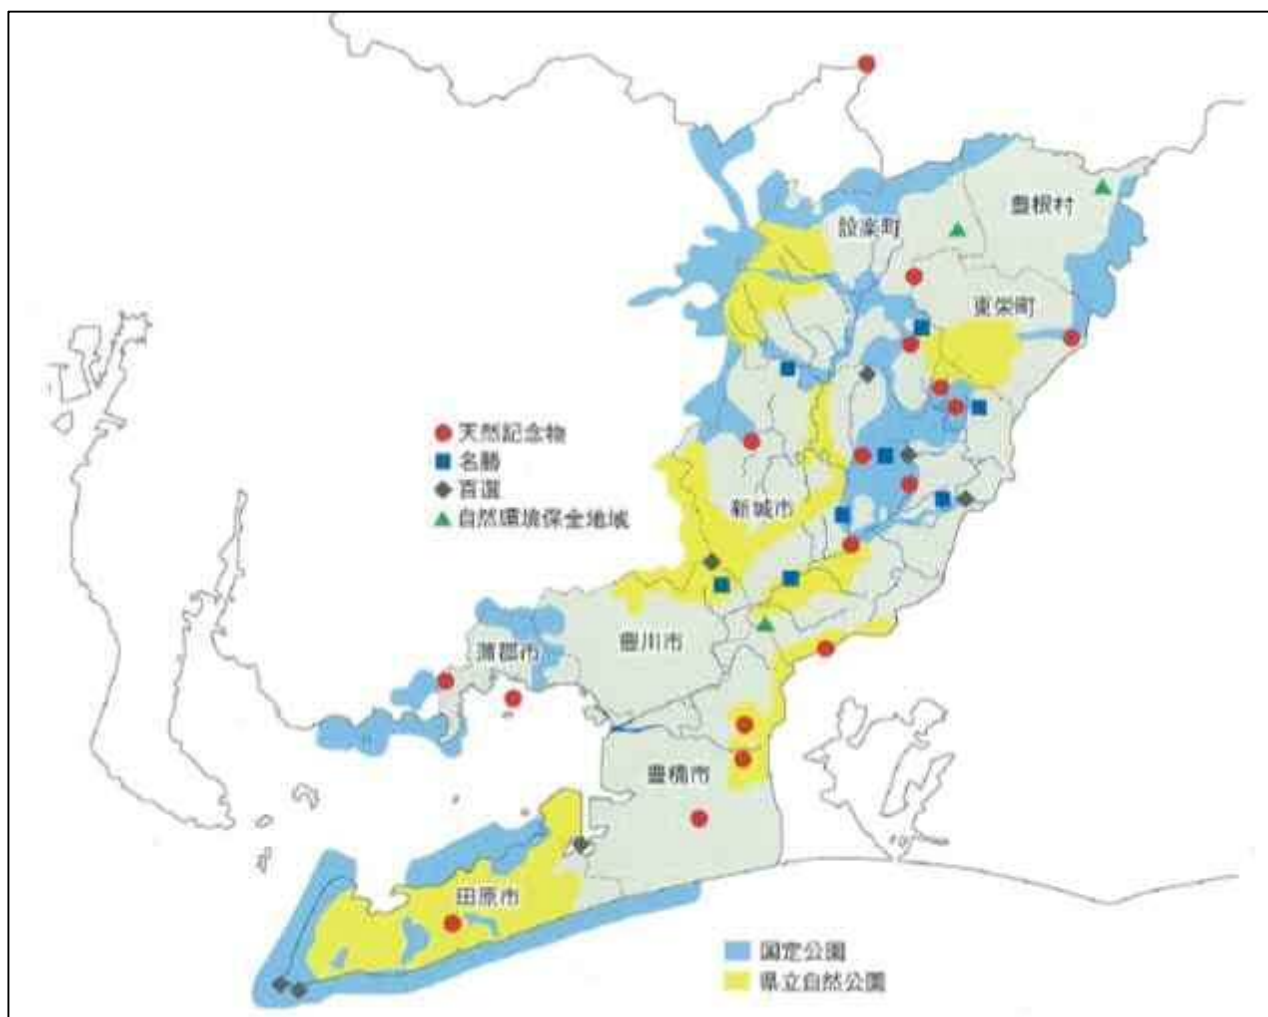 豊根村
設楽町
東栄町
天然記念物
名勝
百選
自然環境保全地域
新城市
豊川市
蒲郡市
豊橋市
田原市
国定公園
県立自然公園